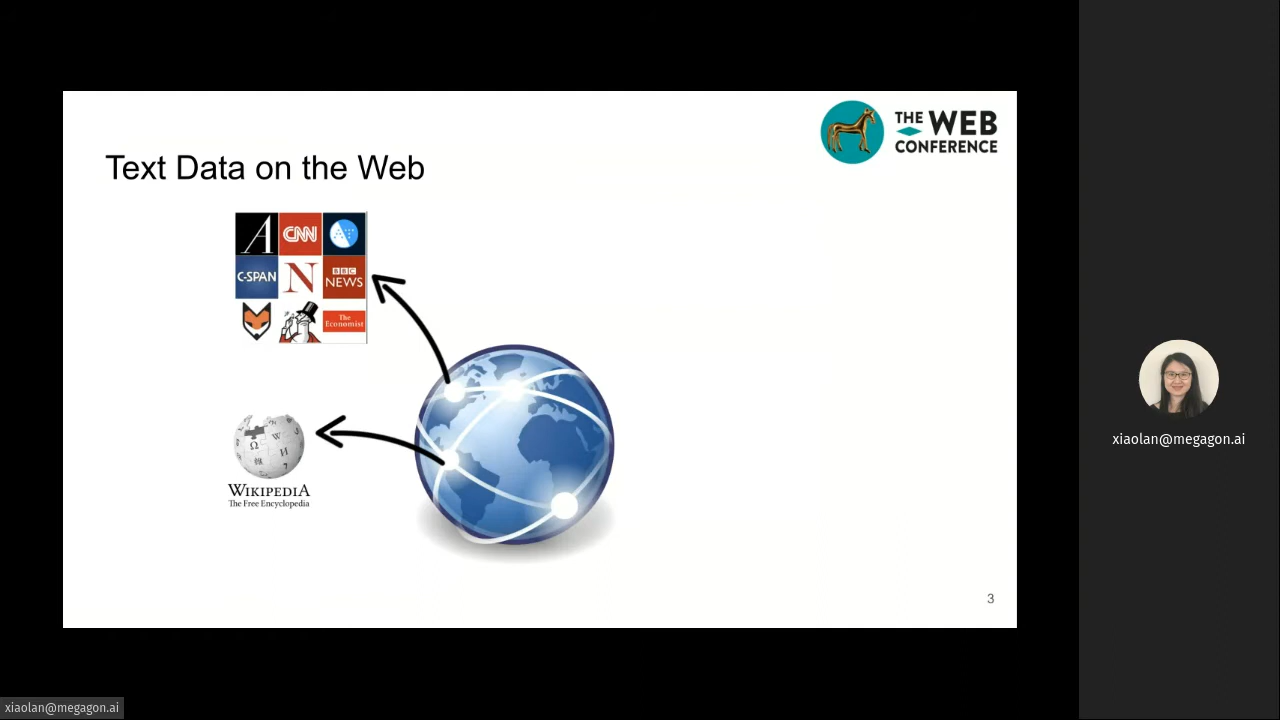 THE WEB
CONFERENCE
Text Data on the Web
A CNN
C-SPAN N BBC
NEWS
The
Economist
Ω W И
WIKIPEDIA
The Free Encyclopedia
3
xiaolan@megagon.ai
xiaolan@megagon.ai